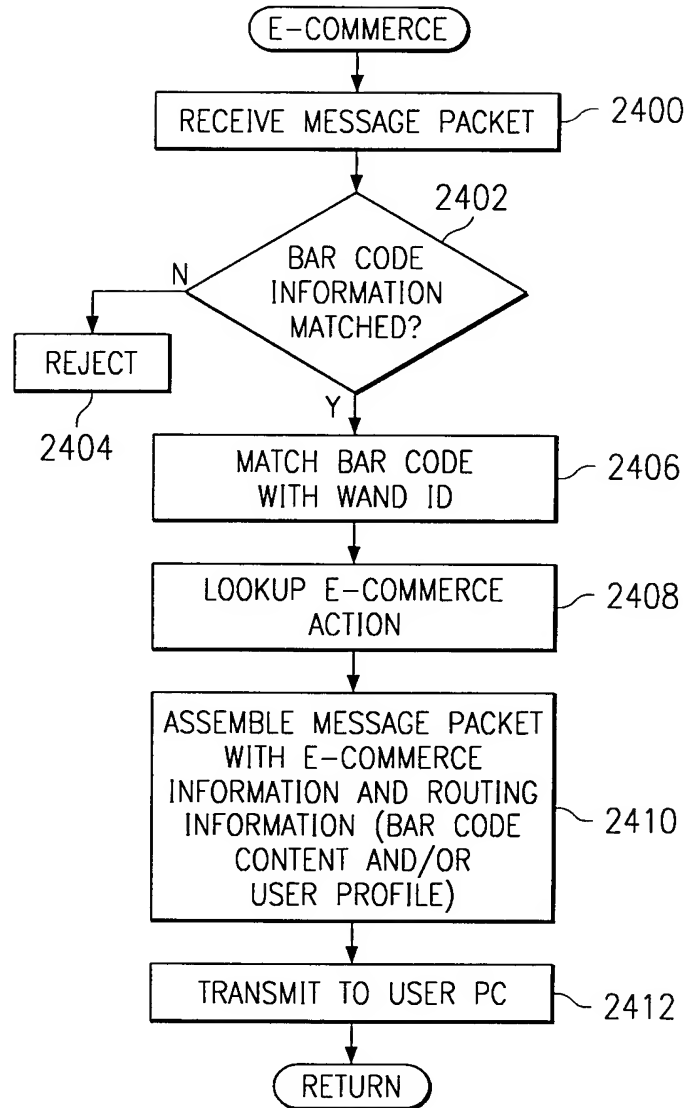 E-COMMERCE
RECEIVE MESSAGE PACKET
2400
2402
BAR CODE
INFORMATION
MATCHED?
N
REJECT
2404
Y
MATCH BAR CODE
WITH WAND ID
2406
LOOKUP E-COMMERCE
ACTION
2408
ASSEMBLE MESSAGE PACKET
WITH E-COMMERCE
INFORMATION AND ROUTING
INFORMATION (BAR CODE
CONTENT AND/OR
USER PROFILE)
2410
TRANSMIT TO USER PC
2412
RETURN